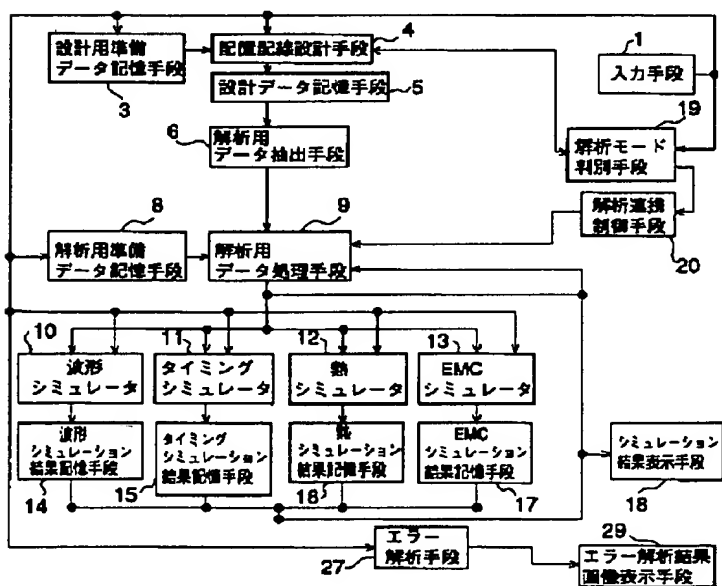 4
1
設計用準備
データ記憶手段
配置配線設計手段
入力手段
設計データ記憶手段
5
19
3
6
解析用
データ抽出手段
解析モード
判別手段
8
9
解析連携
制御手段
20
解析用準備
データ記憶手段
解析用
データ処理手段
10
11
12
13
波形
シミュレータ
タイミング
シミュレータ
熱
シミュレータ
EMC
シミュレータ
波形
シミュレーション
結果記憶手段
タイミング
シミュレーション
結果記憶手段
熱
シミュレーション
結果記憶手段
EMC
シミュレーション
結果記憶手段
シミュレーション
結果表示手段
14
15
16
17
18
エラー
解析手段
27
29
エラー解析結果
画像表示手段